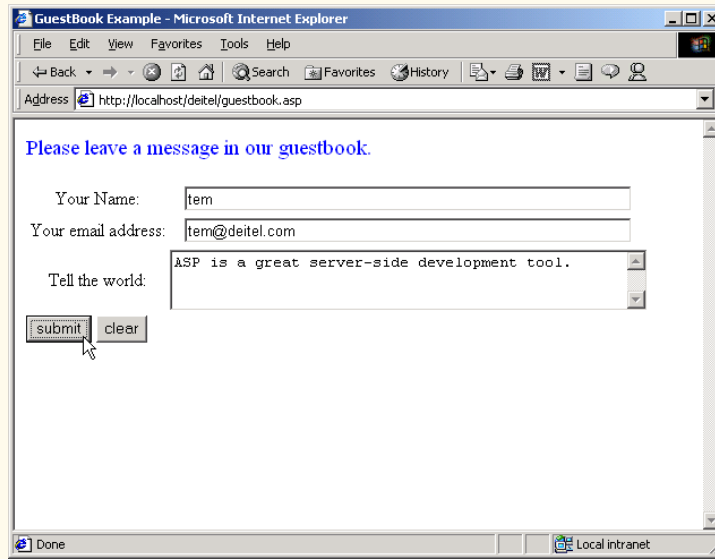 GuestBook Example - Microsoft Internet Explorer
File Edit View Favorites Tools Help
Back Search Favorites History
Address http://localhost/deitel/guestbook.asp
Please leave a message in our guestbook.
Your Name: tem
Your email address: tem@deitel.com
Tell the world: ASP is a great server-side development tool.
submit clear
Done Local intranet